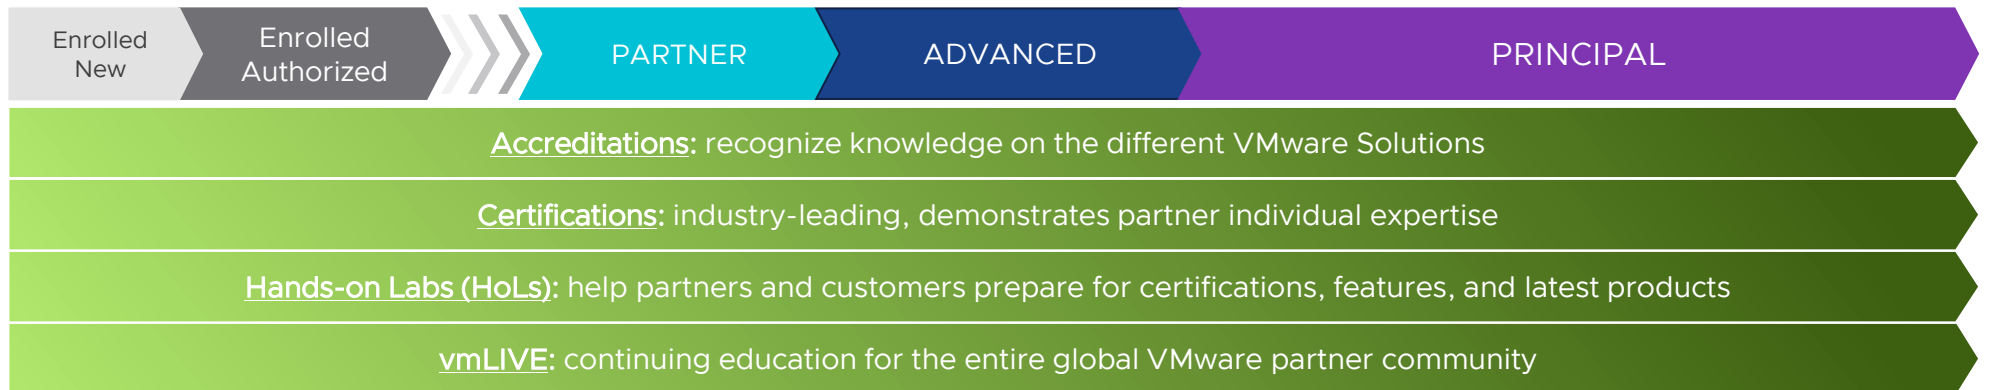 Enrolled
New
Enrolled
Authorized
PARTNER
ADVANCED
PRINCIPAL
Accreditations: recognize knowledge on the different VMware Solutions
Certifications: industry-leading, demonstrates partner individual expertise
Hands-on Labs (HoLs): help partners and customers prepare for certifications, features, and latest products
vmLIVE: continuing education for the entire global VMware partner community